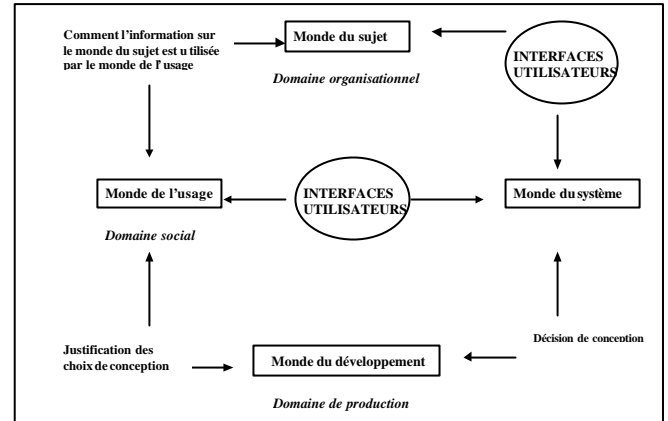 Comment l'information sur
le monde du sujet est utilisée
par le monde de l'usage
Monde du sujet
Domaine organisationnel
INTERFACES
UTILISATEURS
Monde de l'usage
Domaine social
INTERFACES
UTILISATEURS
Monde du système
Justification des
choix de conception
Monde du développement
Domaine de production
Décision de conception